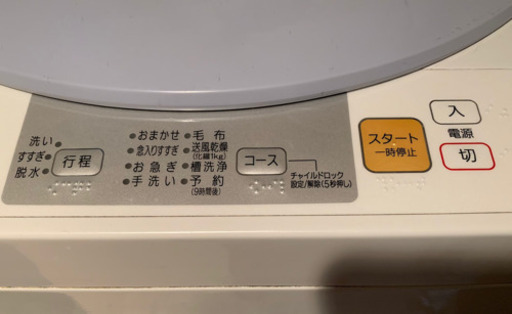 洗い
すすぎ
脱水
行程
おまかせ
念入りすすぎ
お急ぎ
手洗い
毛布
送風乾燥
(化繊1kg)
槽洗浄
予約
(9時間後)
コース
チャイルドロック
設定/解除(5秒押し)
スタート
一時停止
入
電源
切